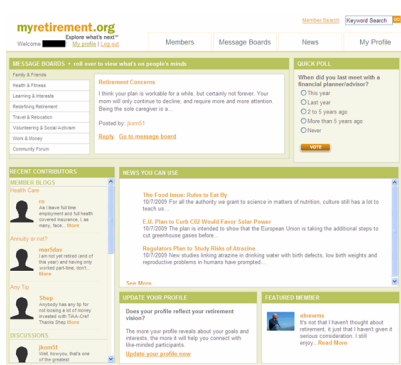 Member Search Keyword Search
myretirement.org
Explore what's next
Welcome My profile | Log out
Members Message Boards News My Profile
MESSAGE BOARDS • roll over to view what's on people's minds
Family & Friends
Health & Fitness
Learning & Interests
Redefining Retirement
Travel & Relocation
Volunteering & Social Activism
Work & Money
Community Forum
Retirement Concerns
I think your plan is workable for a while, but certainly not forever. Your
mom will only continue to decline, and require more and more attention.
Being the sole caregiver is a...
Posted by: jkom51
Reply Go to message board
QUICK POLL
When did you last meet with a
financial planner/advisor?
This year
Last year
2 to 5 years ago
More than 5 years ago
Never
VOTE
RECENT CONTRIBUTORS
MEMBER BLOGS
Health Care
As I leave full time
employment and full health
covered insurance, I, as
many, face... More
Annuity or not?
mar5dav
I am not yet retired (end of
the year) and having only
worked part-time, don't...
More
Any Tip
Shop
Anybody has any tip for
not losing a lot of money
invested with TIAA-Cref
Thanks Shop More
DISCUSSIONS
jkom51
Well, love you, that's one
of the greatest
NEWS YOU CAN USE
The Food Issue: Rules to Eat By
10/7/2009 For all the authority we grant to science in matters of nutrition, culture still has a lot to
teach us ...
E.U. Plan to Curb CO2 Would Favor Solar Power
10/7/2009 The plan is intended to show that the European Union is taking the additional steps to
cut greenhouse gases before...
Regulators Plan to Study Risks of Atrazine
10/7/2009 New studies linking atrazine in drinking water with birth defects, low birth weights and
reproductive problems in humans have prompted...
See More
UPDATE YOUR PROFILE
Does your profile reflect your retirement
vision?
The more your profile reveals about your goals and
interests, the more it will help you connect with
like-minded participants.
Update your profile now
FEATURED MEMBER
It's not that I haven't thought about
retirement, it just that I haven't given it
serious consideration. I still
enjoy...Read More